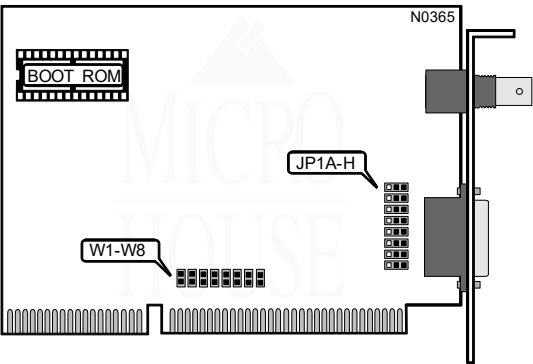 N0365
BOOT ROM
MICRO
HOUSE
JP1A-H
W1-W8